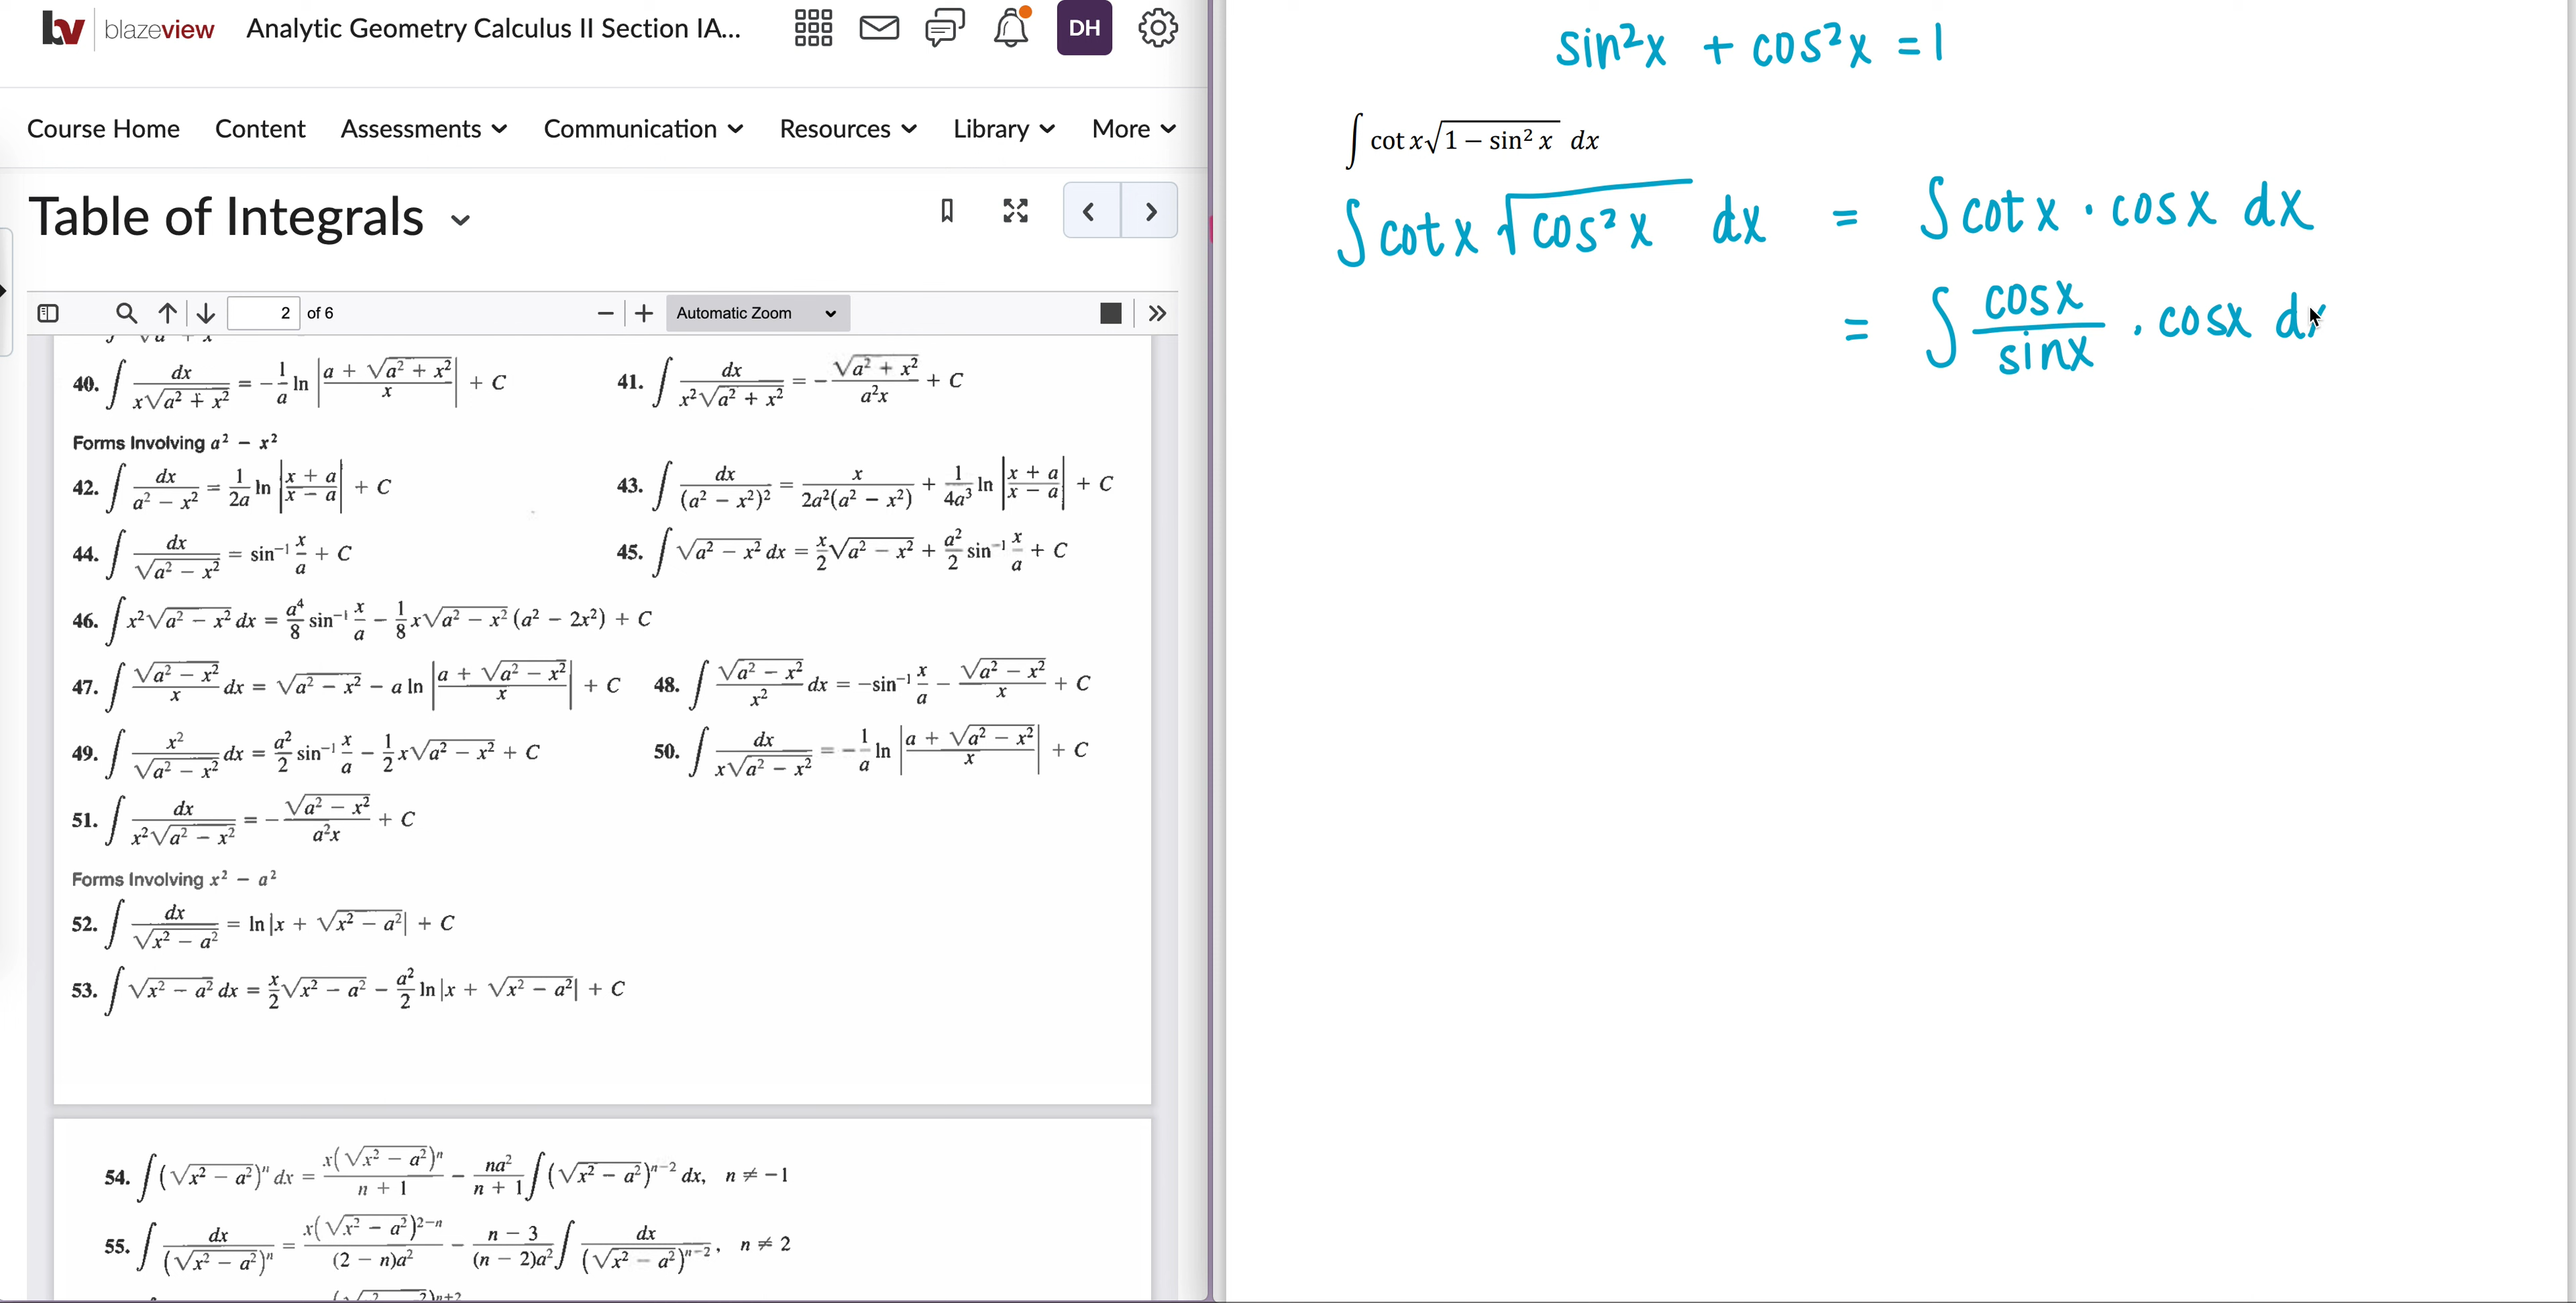 blazeview Analytic Geometry Calculus II Section IA... DH
Course Home Content Assessments Communication Resources Library More
Table of Integrals
2 of 6 Automatic Zoom
40. ∫ dx / (x√(a² + x²)) = −(1/a) ln |(a + √(a² + x²)) / x| + C
41. ∫ dx / (x²√(a² + x²)) = −√(a² + x²) / (a²x) + C
Forms Involving a² − x²
42. ∫ dx / (a² − x²) = (1/2a) ln |(x + a) / (x − a)| + C
43. ∫ dx / (a² − x²)² = x / (2a²(a² − x²)) + (1/4a³) ln |(x + a) / (x − a)| + C
44. ∫ dx / √(a² − x²) = sin⁻¹ (x/a) + C
45. ∫ √(a² − x²) dx = (x/2)√(a² − x²) + (a²/2) sin⁻¹ (x/a) + C
46. ∫ x²√(a² − x²) dx = (a⁴/8) sin⁻¹ (x/a) − (1/8)x√(a² − x²) (a² − 2x²) + C
47. ∫ (√(a² − x²) / x) dx = √(a² − x²) − a ln |(a + √(a² − x²)) / x| + C
48. ∫ (√(a² − x²) / x²) dx = −sin⁻¹ (x/a) − √(a² − x²) / x + C
49. ∫ (x² / √(a² − x²)) dx = (a²/2) sin⁻¹ (x/a) − (1/2)x√(a² − x²) + C
50. ∫ dx / (x√(a² − x²)) = −(1/a) ln |(a + √(a² − x²)) / x| + C
51. ∫ dx / (x²√(a² − x²)) = −√(a² − x²) / (a²x) + C
Forms Involving x² − a²
52. ∫ dx / √(x² − a²) = ln |x + √(x² − a²)| + C
53. ∫ √(x² − a²) dx = (x/2)√(x² − a²) − (a²/2) ln |x + √(x² − a²)| + C
54. ∫ (√(x² − a²))ⁿ dx = x(√(x² − a²))ⁿ / (n + 1) − (na² / (n + 1)) ∫ (√(x² − a²))ⁿ⁻² dx, n ≠ −1
55. ∫ dx / (√(x² − a²))ⁿ = x(√(x² − a²))²⁻ⁿ / ((2 − n)a²) − ((n − 3) / ((n − 2)a²)) ∫ dx / (√(x² − a²))ⁿ⁻², n ≠ 2
sin²x + cos²x = 1
∫ cot x√(1 − sin² x) dx
∫ cot x √(cos²x) dx = ∫ cot x · cos x dx
= ∫ (cosx / sinx) · cosx dx